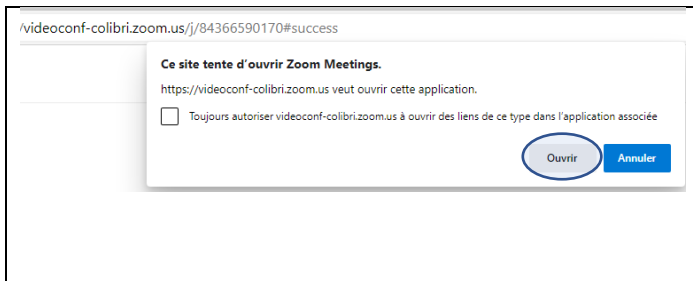 /videoconf-colibri.zoom.us/j/84366590170#success
Ce site tente d'ouvrir Zoom Meetings.
https://videoconf-colibri.zoom.us veut ouvrir cette application.
Toujours autoriser videoconf-colibri.zoom.us à ouvrir des liens de ce type dans l'application associée
Ouvrir Annuler